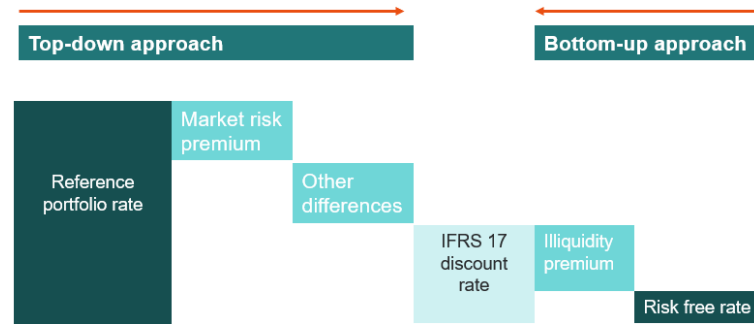 Top-down approach
Bottom-up approach
Market risk
premium
Reference
portfolio rate
Other
differences
IFRS 17
discount
rate
Illiquidity
premium
Risk free rate